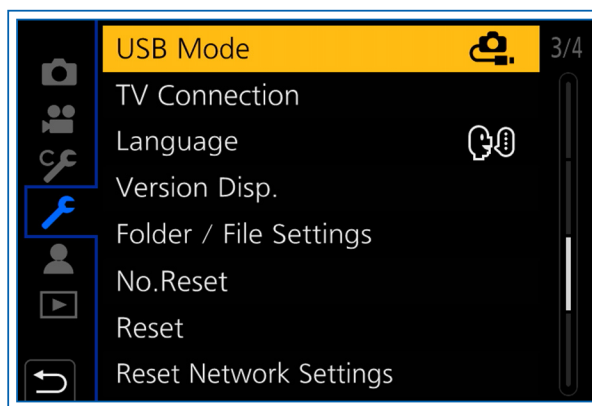 USB Mode
3/4
TV Connection
Language
Version Disp.
Folder / File Settings
No.Reset
Reset
Reset Network Settings
C